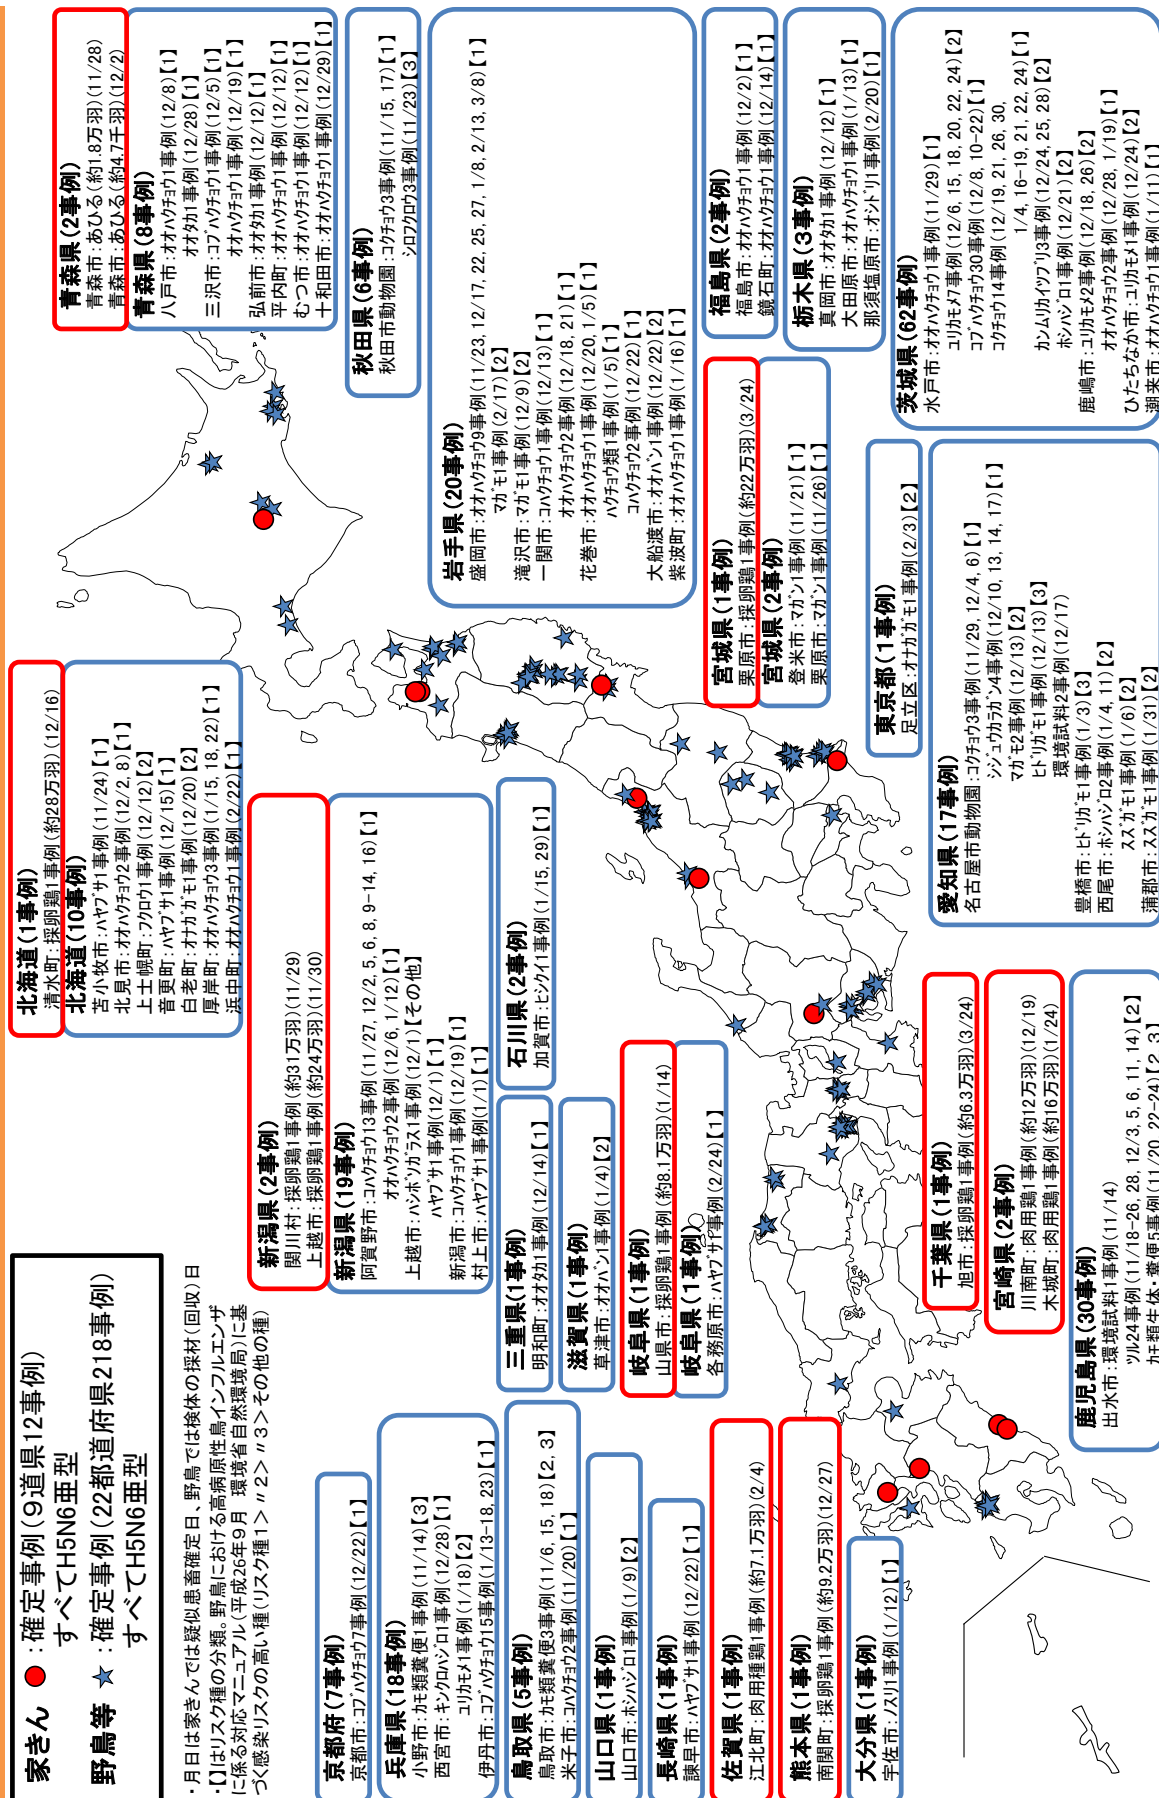 家きん ●:確定事例(9道県12事例)
すべてH5N6亜型
野鳥等 ★:確定事例(22都道府県218事例)
すべてH5N6亜型
・月日は家きんでは疑似患畜確定日、野鳥では検体の採材(回収)日
・【】はリスク種の分類。野鳥における高病原性鳥インフルエンザ
に係る対応マニュアル(平成26年9月 環境省自然環境局)に基
づく感染リスクの高い種(リスク種1> 〃2> 〃3>その他の種)
北海道(1事例)
清水町:採卵鶏1事例(約28万羽)(12/16)
北海道(10事例)
苫小牧市:ハヤブサ1事例(11/24)【1】
北見市:オオハクチョウ2事例(12/2, 8)【1】
上士幌町:フクロウ1事例(12/12)【2】
音更町:ハヤブサ1事例(12/15)【1】
白老町:オナガガモ1事例(12/20)【2】
厚岸町:オオハクチョウ3事例(1/15, 18, 22)【1】
浜中町:オオハクチョウ1事例(2/22)【1】
青森県(2事例)
青森市:あひる(約1.8万羽)(11/28)
青森市:あひる(約4.7千羽)(12/2)
青森県(8事例)
八戸市:オオハクチョウ1事例(12/8)【1】
オオタカ1事例(12/28)【1】
三沢市:コブハクチョウ1事例(12/5)【1】
オオハクチョウ1事例(12/19)【1】
弘前市:オオタカ1事例(12/12)【1】
平内町:オオハクチョウ1事例(12/12)【1】
むつ市:オオハクチョウ1事例(12/12)【1】
十和田市:オオハクチョウ1事例(12/29)【1】
秋田県(6事例)
秋田市動物園:コクチョウ3事例(11/15, 17)【1】
シロフクロウ3事例(11/23)【3】
岩手県(20事例)
盛岡市:オオハクチョウ9事例(11/23, 12/17, 22, 25, 27, 1/8, 2/13, 3/8)【1】
マガモ1事例(2/17)【2】
滝沢市:マガモ1事例(12/9)【2】
一関市:コハクチョウ1事例(12/13)【1】
オオハクチョウ2事例(12/18, 21)【1】
花巻市:オオハクチョウ1事例(12/20, 1/5)【1】
ハクチョウ類1事例(1/5)【1】
コハクチョウ2事例(12/22)【1】
大船渡市:オオバン1事例(12/22)【2】
紫波町:オオハクチョウ1事例(1/16)【1】
宮城県(1事例)
栗原市:採卵鶏1事例(約22万羽)(3/24)
宮城県(2事例)
登米市:マガン1事例(11/21)【1】
栗原市:マガン1事例(11/26)【1】
福島県(2事例)
福島市:オオハクチョウ1事例(12/2)【1】
鏡石町:オオハクチョウ1事例(12/14)【1】
栃木県(3事例)
真岡市:オオタカ1事例(12/12)【1】
大田原市:オオハクチョウ1事例(1/13)【1】
那須塩原市:オシドリ1事例(2/20)【1】
茨城県(62事例)
水戸市:オオハクチョウ1事例(11/29)【1】
ユリカモメ7事例(12/6, 15, 18, 20, 22, 24)【2】
コブハクチョウ30事例(12/8, 10-22)【1】
コクチョウ14事例(12/19, 21, 26, 30,
1/4, 16-19, 21, 22, 24)【1】
カンムリカイツブリ3事例(12/24, 25, 28)【2】
ホシハジロ1事例(12/21)【2】
鹿嶋市:ユリカモメ2事例(12/18, 26)【2】
オオハクチョウ2事例(12/28, 1/19)【1】
ひたちなか市:ユリカモメ1事例(12/24)【2】
潮来市:オオハクチョウ1事例(1/11)【1】
東京都(1事例)
足立区:オナガガモ1事例(2/3)【2】
新潟県(2事例)
関川村:採卵鶏1事例(約31万羽)(11/29)
上越市:採卵鶏1事例(約24万羽)(11/30)
新潟県(19事例)
阿賀野市:コハクチョウ13事例(11/27, 12/2, 5, 6, 8, 9-14, 16)【1】
オオハクチョウ2事例(12/6, 1/12)【1】
上越市:ハシボソガラス1事例(12/1)【その他】
ハヤブサ1事例(12/1)【1】
新潟市:コハクチョウ1事例(12/19)【1】
村上市:ハヤブサ1事例(1/1)【1】
石川県(2事例)
加賀市:ヒシクイ1事例(1/15, 29)【1】
愛知県(17事例)
名古屋市動物園:コクチョウ3事例(11/29, 12/4, 6)【1】
シジュウカラガン4事例(12/10, 13, 14, 17)【1】
マガモ2事例(12/13)【2】
ヒドリガモ1事例(12/13)【3】
環境試料2事例(12/17)
豊橋市:ヒドリガモ1事例(1/3)【3】
西尾市:ホシハジロ2事例(1/4, 11)【2】
スズガモ1事例(1/6)【2】
蒲郡市:スズガモ1事例(1/31)【2】
三重県(1事例)
明和町:オオタカ1事例(12/14)【1】
滋賀県(1事例)
草津市:オオバン1事例(1/4)【2】
岐阜県(1事例)
山県市:採卵鶏1事例(約8.1万羽)(1/14)
岐阜県(1事例)
各務原市:ハヤブサ1事例(2/24)【1】
千葉県(1事例)
旭市:採卵鶏1事例(約6.3万羽)(3/24)
宮崎県(2事例)
川南町:肉用鶏1事例(約12万羽)(12/19)
木城町:肉用鶏1事例(約16万羽)(1/24)
鹿児島県(30事例)
出水市:環境試料1事例(11/14)
ツル24事例(11/18-26, 28, 12/3, 5, 6, 11, 14)【2】
カモ類生体・糞便5事例(11/20, 22-24)【2, 3】
京都府(7事例)
京都市:コブハクチョウ7事例(12/22)【1】
兵庫県(18事例)
小野市:カモ類糞便1事例(11/14)【3】
西宮市:キンクロハジロ1事例(12/28)【1】
ユリカモメ1事例(1/18)【2】
伊丹市:コブハクチョウ15事例(1/13-18, 23)【1】
鳥取県(5事例)
鳥取市:カモ類糞便3事例(11/6, 15, 18)【2, 3】
米子市:コハクチョウ2事例(11/20)【1】
山口県(1事例)
山口市:ホシハジロ1事例(1/9)【2】
長崎県(1事例)
諫早市:ハヤブサ1事例(12/22)【1】
佐賀県(1事例)
江北町:肉用種鶏1事例(約7.1万羽)(2/4)
熊本県(1事例)
南関町:採卵鶏1事例(約9.2万羽)(12/27)
大分県(1事例)
宇佐市:ノスリ1事例(1/12)【1】